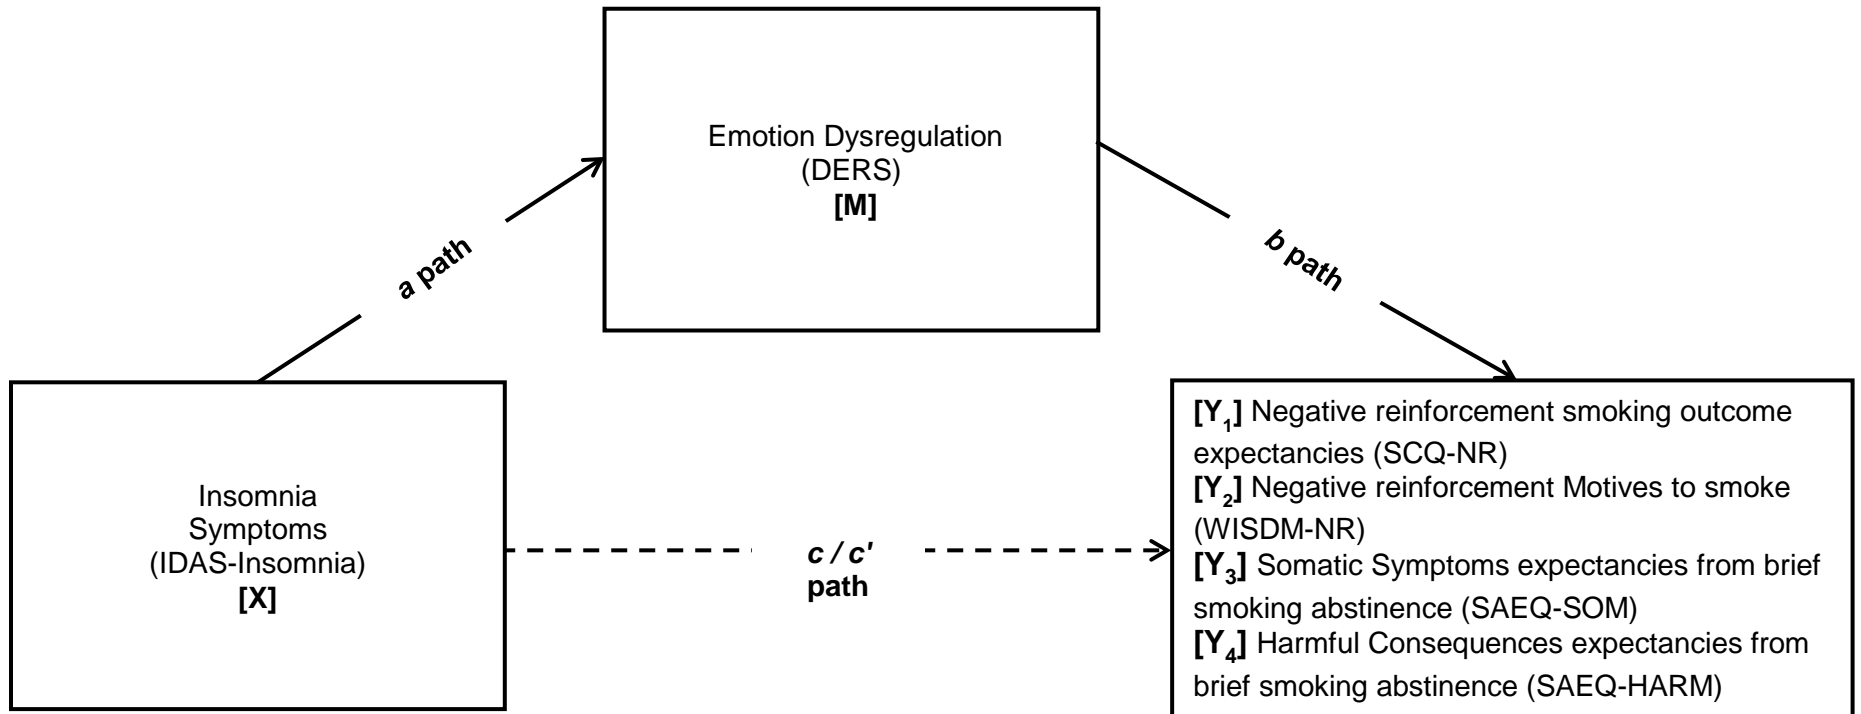 Emotion Dysregulation
(DERS)
[M]
a path
b path
Insomnia
Symptoms
(IDAS-Insomnia)
[X]
c / c'
path
[Y1] Negative reinforcement smoking outcome
expectancies (SCQ-NR)
[Y2] Negative reinforcement Motives to smoke
(WISDM-NR)
[Y3] Somatic Symptoms expectancies from brief
smoking abstinence (SAEQ-SOM)
[Y4] Harmful Consequences expectancies from
brief smoking abstinence (SAEQ-HARM)